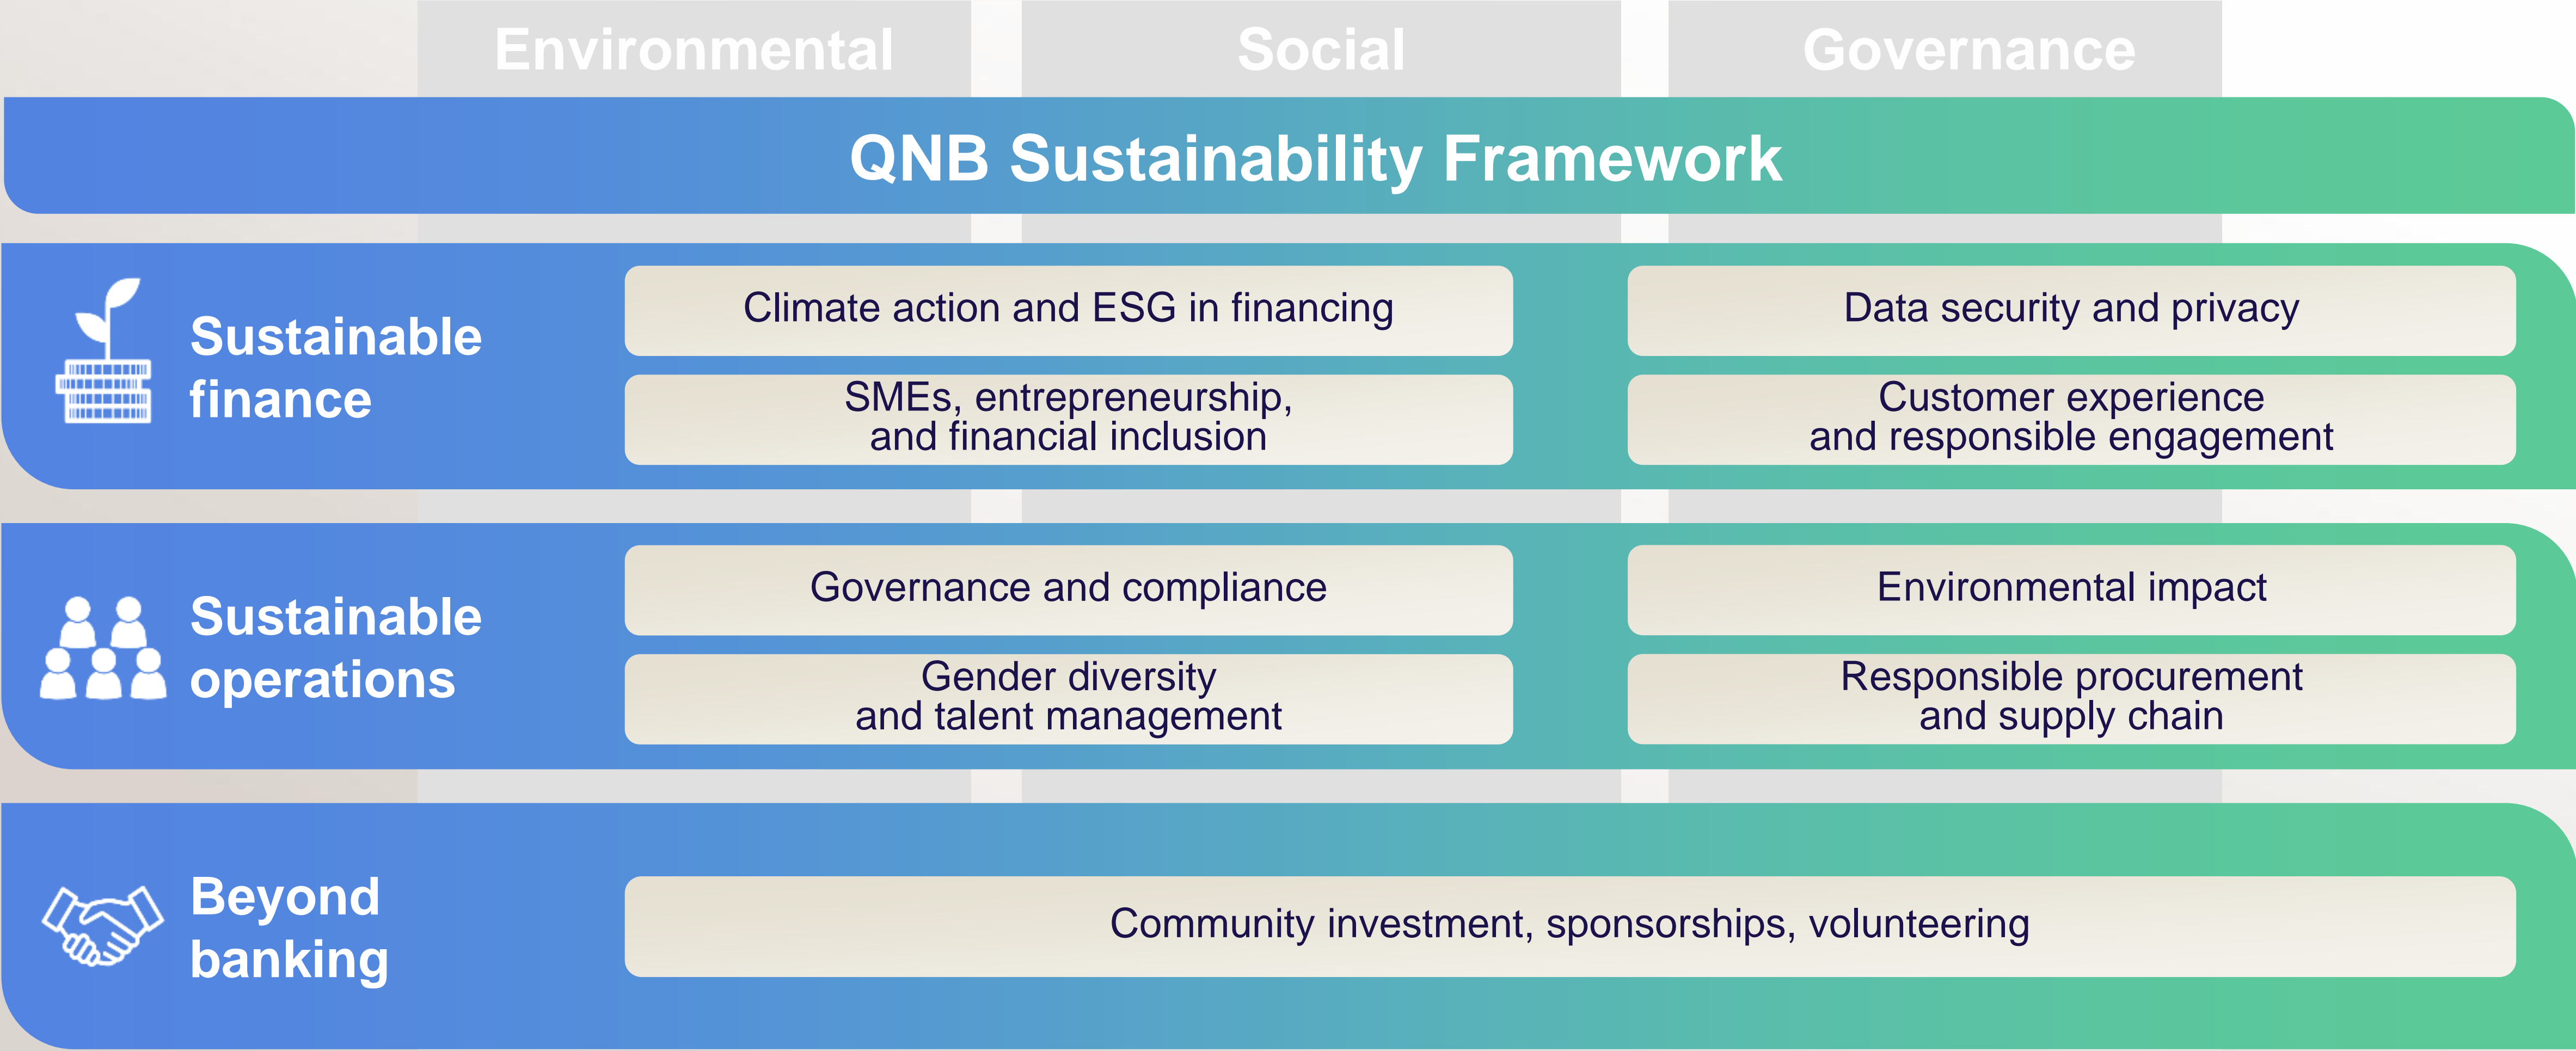 Environmental
Social
Governance
QNB Sustainability Framework
Sustainable
finance
Climate action and ESG in financing
Data security and privacy
SMEs, entrepreneurship,
and financial inclusion
Customer experience
and responsible engagement
Sustainable
operations
Governance and compliance
Environmental impact
Gender diversity
and talent management
Responsible procurement
and supply chain
Beyond
banking
Community investment, sponsorships, volunteering